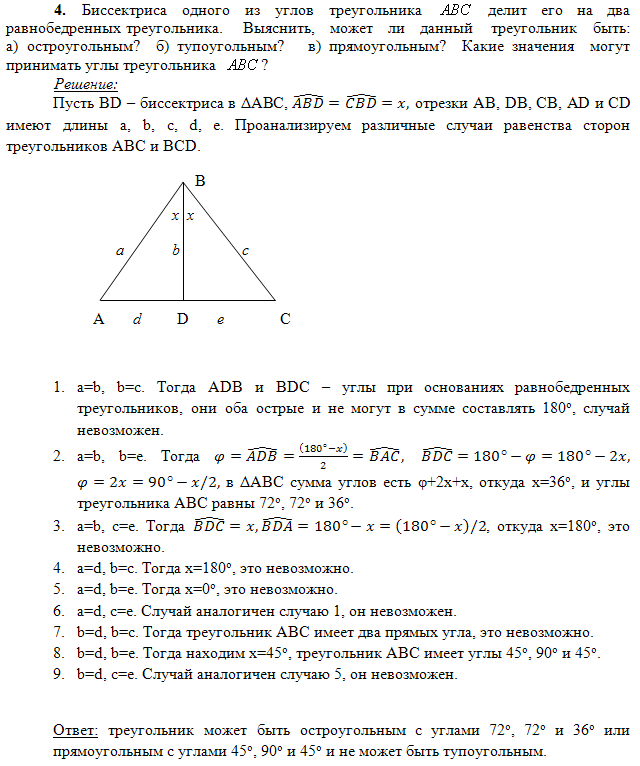 4. Биссектриса одного из углов треугольника ABC делит его на два
равнобедренных треугольника. Выяснить, может ли данный треугольник быть:
а) остроугольным? б) тупоугольным? в) прямоугольным? Какие значения могут
принимать углы треугольника ABC ?
Решение:
Пусть BD – биссектриса в ΔABC, \widehat{ABD} = \widehat{CBD} = x, отрезки AB, DB, CB, AD и CD
имеют длины a, b, c, d, e. Проанализируем различные случаи равенства сторон
треугольников ABC и BCD.
B
x x
a b c
A d D e C
1. a=b, b=c. Тогда ADB и BDC – углы при основаниях равнобедренных
треугольников, они оба острые и не могут в сумме составлять 180°, случай
невозможен.
2. a=b, b=e. Тогда φ = \widehat{ADB} = (180°−x)/2 = \widehat{BAC}, \widehat{BDC} = 180° − φ = 180° − 2x,
φ = 2x = 90° − x/2, в ΔABC сумма углов есть φ+2x+x, откуда x=36°, и углы
треугольника ABC равны 72°, 72° и 36°.
3. a=b, c=e. Тогда \widehat{BDC} = x, \widehat{BDA} = 180° − x = (180° − x)/2, откуда x=180°, это
невозможно.
4. a=d, b=c. Тогда x=180°, это невозможно.
5. a=d, b=e. Тогда x=0°, это невозможно.
6. a=d, c=e. Случай аналогичен случаю 1, он невозможен.
7. b=d, b=c. Тогда треугольник ABC имеет два прямых угла, это невозможно.
8. b=d, b=e. Тогда находим x=45°, треугольник ABC имеет углы 45°, 90° и 45°.
9. b=d, c=e. Случай аналогичен случаю 5, он невозможен.
Ответ: треугольник может быть остроугольным с углами 72°, 72° и 36° или
прямоугольным с углами 45°, 90° и 45° и не может быть тупоугольным.